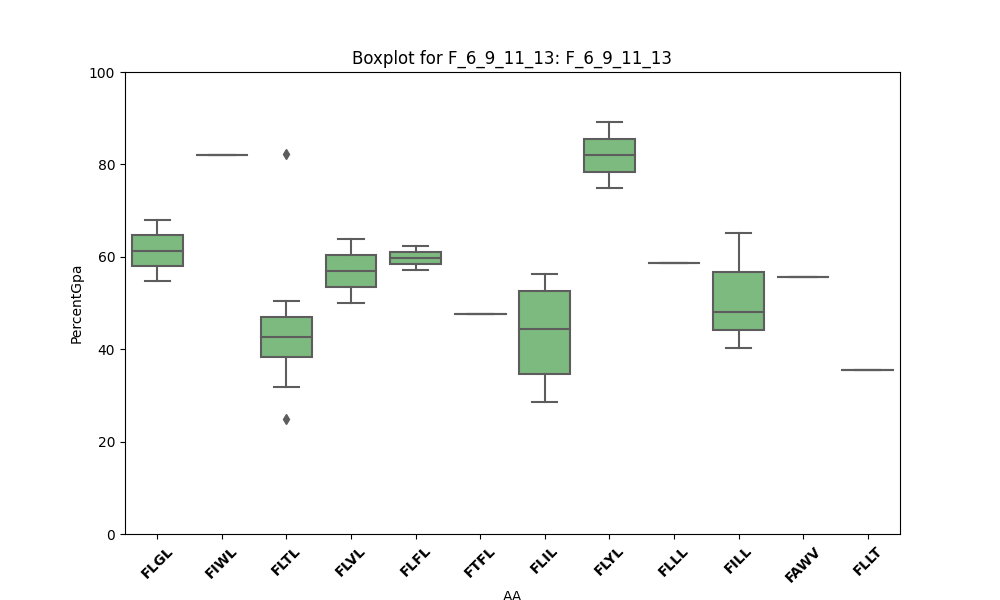 Boxplot for F_6_9_11_13: F_6_9_11_13
100
80
60
40
20
0
PercentGpa
FLGL
FIWL
FLTL
FLVL
FLFL
FTFL
FLIL
FLYL
FLLL
FILL
FAWV
FLLT
AA